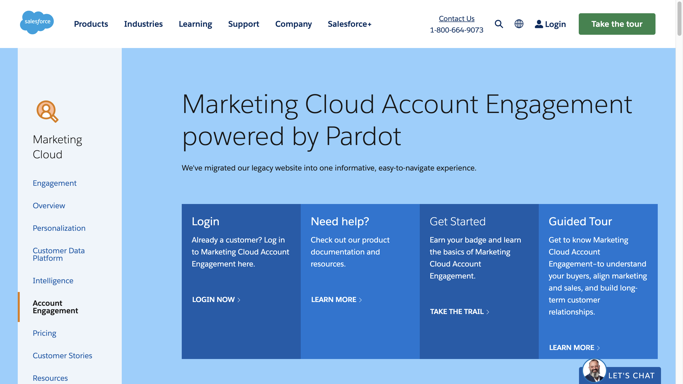 salesforce
Products
Industries
Learning
Support
Company
Salesforce+
Contact Us
1-800-664-9073
Login
Take the tour
Marketing
Cloud
Engagement
Overview
Personalization
Customer Data
Platform
Intelligence
Account
Engagement
Pricing
Customer Stories
Resources
Marketing Cloud Account Engagement
powered by Pardot
We've migrated our legacy website into one informative, easy-to-navigate experience.
Login
Already a customer? Log in
to Marketing Cloud Account
Engagement here.
LOGIN NOW
Need help?
Check out our product
documentation and
resources.
LEARN MORE
Get Started
Earn your badge and learn
the basics of Marketing
Cloud Account
Engagement.
TAKE THE TRAIL
Guided Tour
Get to know Marketing
Cloud Account
Engagement–to understand
your buyers, align marketing
and sales, and build long-
term customer
relationships.
LEARN MORE
LET'S CHAT